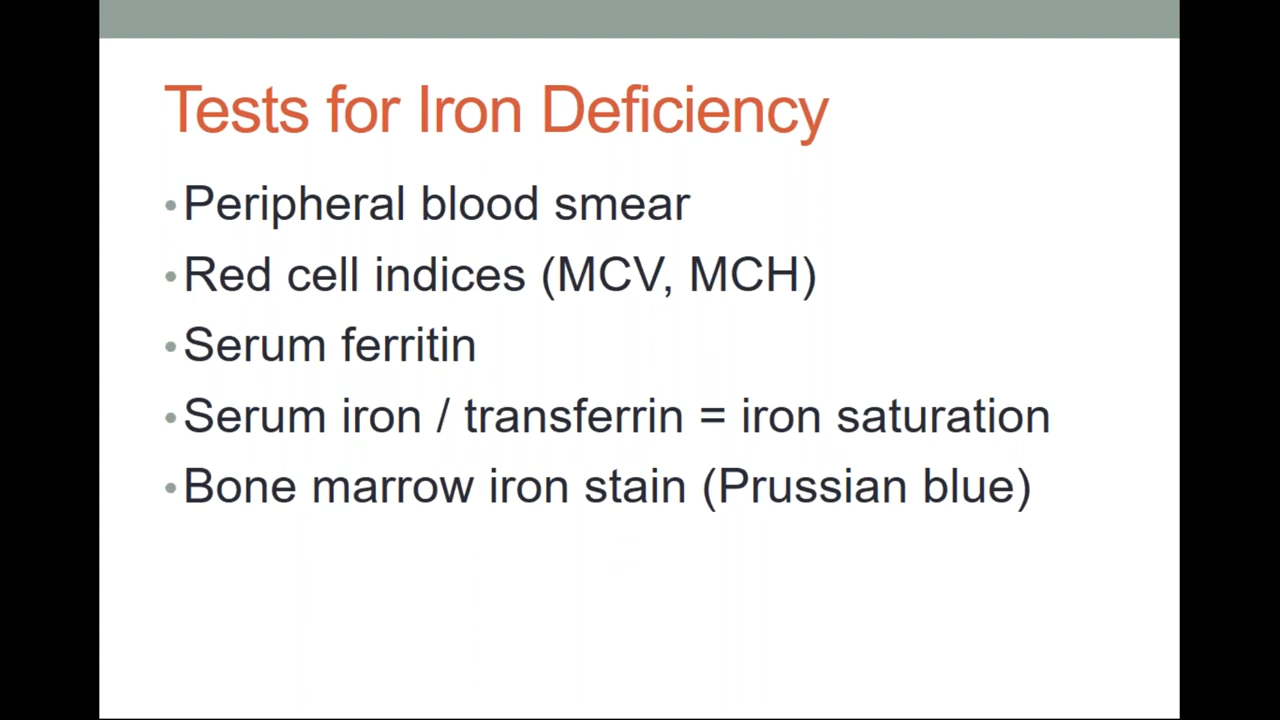 Tests for Iron Deficiency
•Peripheral blood smear
•Red cell indices (MCV, MCH)
•Serum ferritin
•Serum iron / transferrin = iron saturation
•Bone marrow iron stain (Prussian blue)